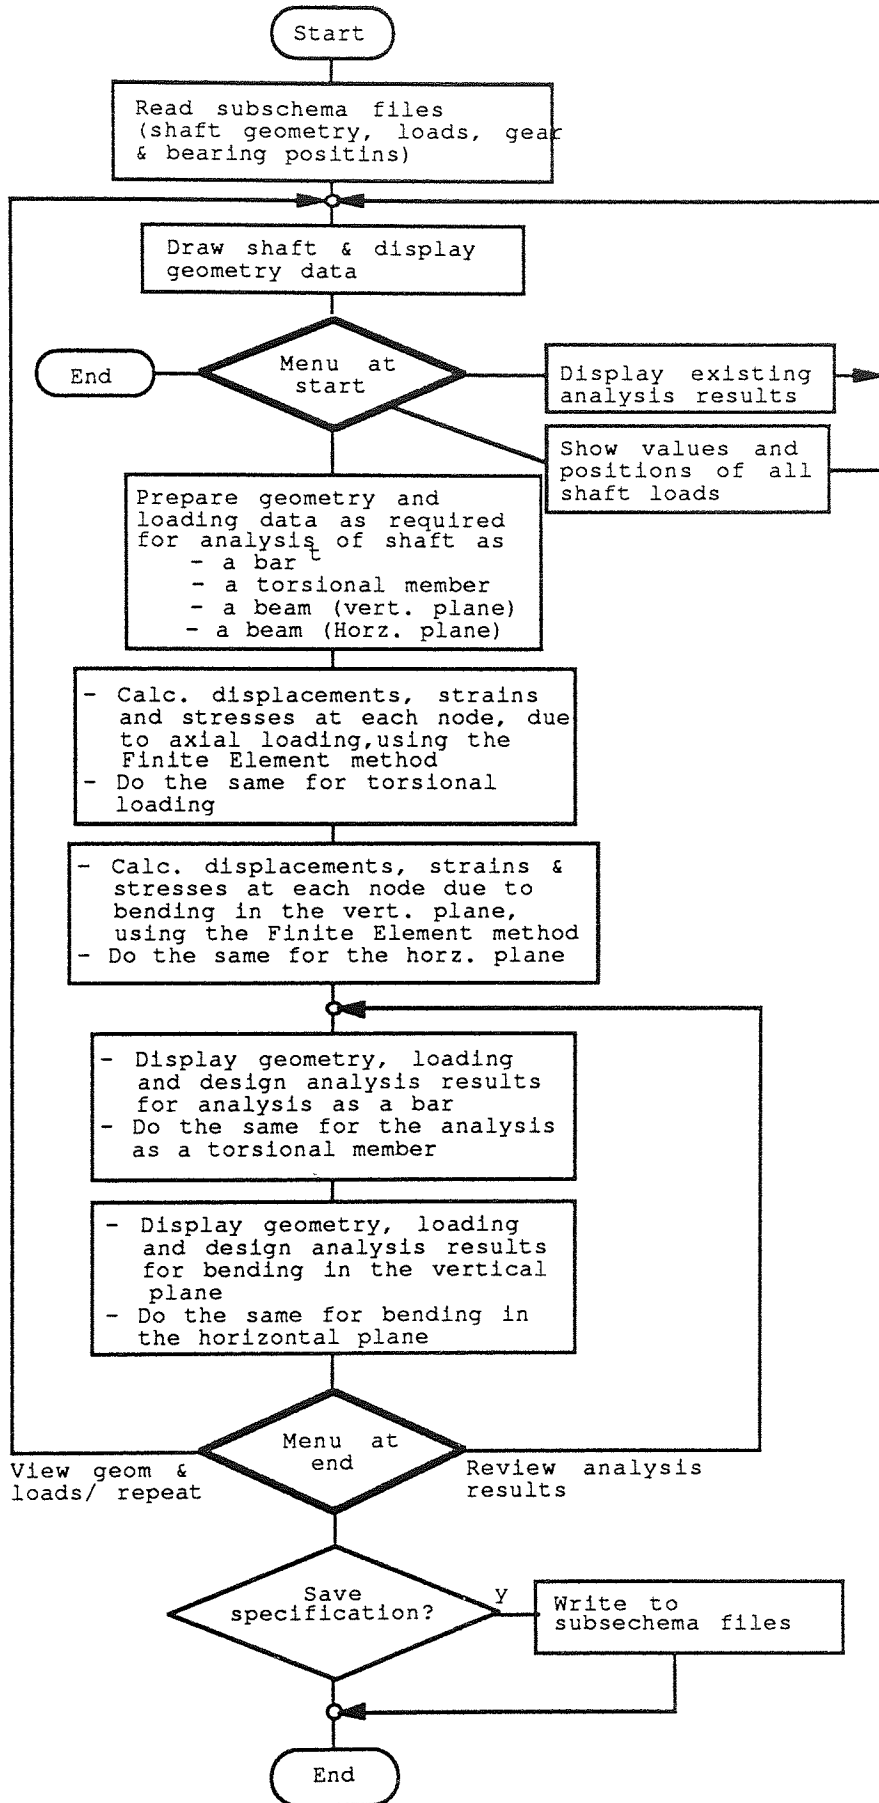 Start
Read subschema files
(shaft geometry, loads, gear
& bearing positins)
Draw shaft & display
geometry data
Menu at
start
End
Display existing
analysis results
Show values and
positions of all
shaft loads
Prepare geometry and
loading data as required
for analysis of shaft as
- a bar t
- a torsional member
- a beam (vert. plane)
- a beam (Horz. plane)
- Calc. displacements, strains
and stresses at each node, due
to axial loading,using the
Finite Element method
- Do the same for torsional
loading
- Calc. displacements, strains &
stresses at each node due to
bending in the vert. plane,
using the Finite Element method
- Do the same for the horz. plane
- Display geometry, loading
and design analysis results
for analysis as a bar
- Do the same for the analysis
as a torsional member
- Display geometry, loading
and design analysis results
for bending in the vertical
plane
- Do the same for bending in
the horizontal plane
Menu at
end
View geom &
loads/ repeat
Review analysis
results
Save
specification?
y
Write to
subsechema files
End